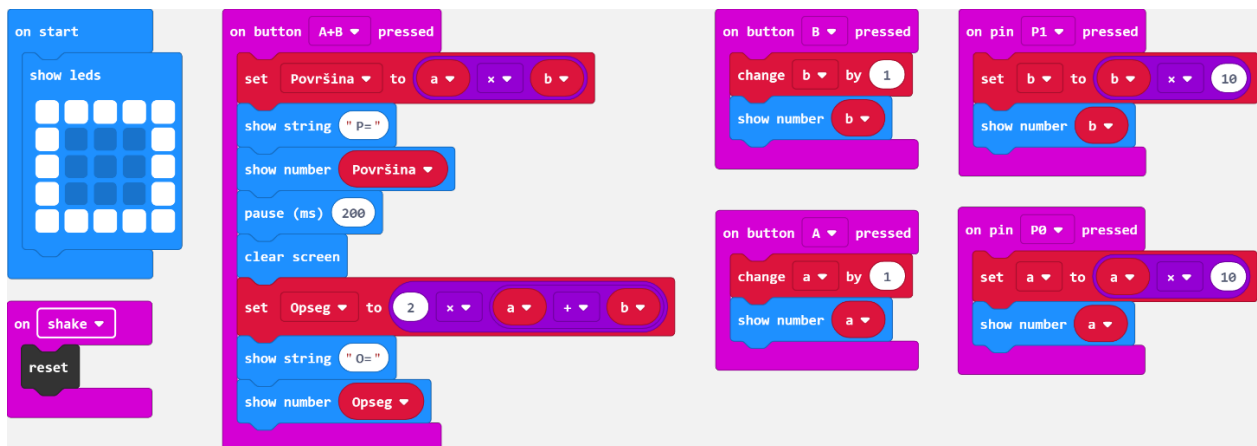 on start
show leds
on shake
reset
on button A+B pressed
set Površina to a × b
show string "P="
show number Površina
pause (ms) 200
clear screen
set Opseg to 2 × a + b
show string "O="
show number Opseg
on button B pressed
change b by 1
show number b
on button A pressed
change a by 1
show number a
on pin P1 pressed
set b to b × 10
show number b
on pin P0 pressed
set a to a × 10
show number a